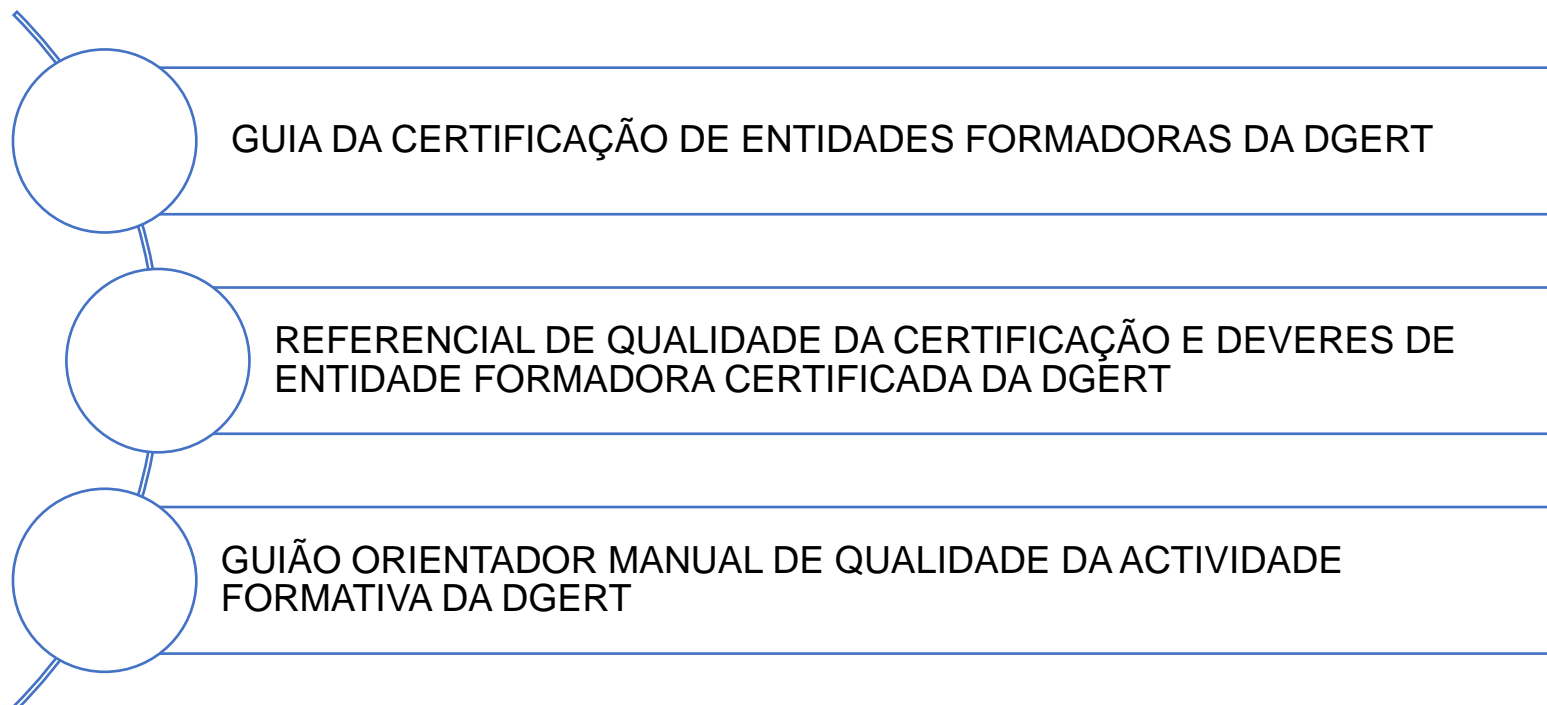 GUIA DA CERTIFICAÇÃO DE ENTIDADES FORMADORAS DA DGERT
REFERENCIAL DE QUALIDADE DA CERTIFICAÇÃO E DEVERES DE
ENTIDADE FORMADORA CERTIFICADA DA DGERT
GUIÃO ORIENTADOR MANUAL DE QUALIDADE DA ACTIVIDADE
FORMATIVA DA DGERT